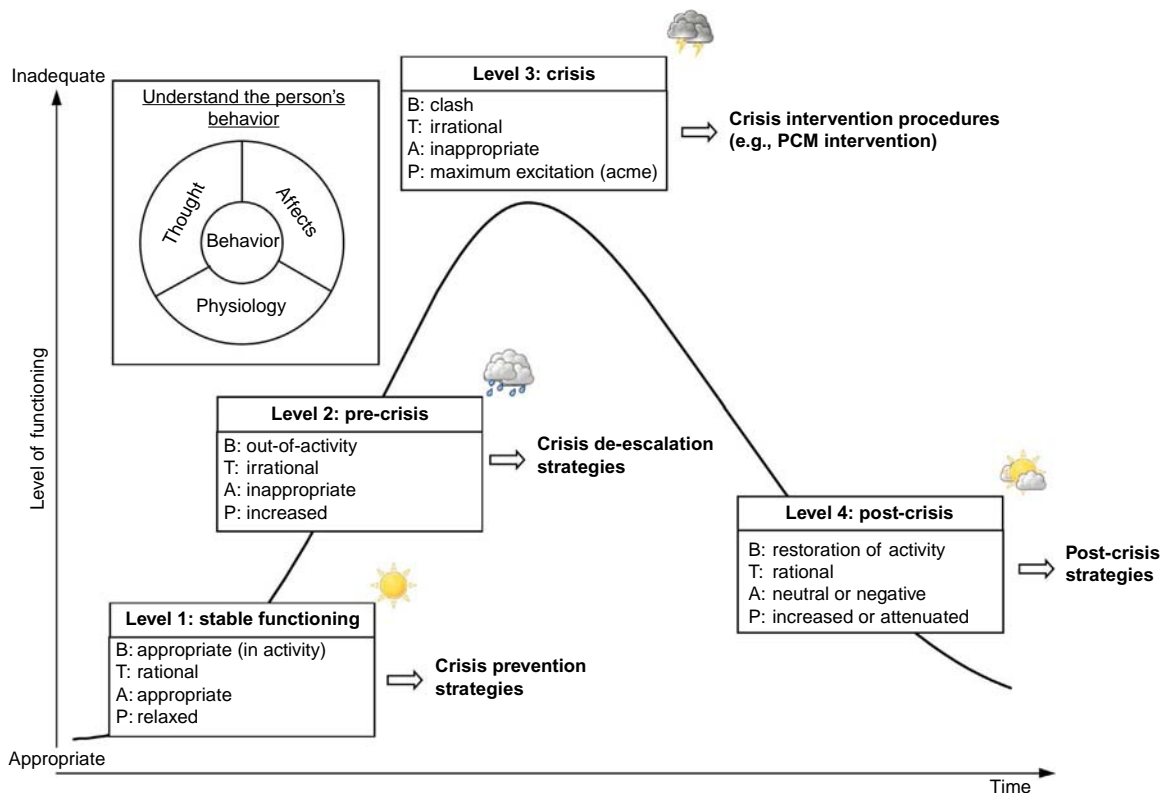 Inadequate
Level of functioning
Appropriate
Time
Understand the person's
behavior
Thought
Affects
Behavior
Physiology
Level 3: crisis
B: clash
T: irrational
A: inappropriate
P: maximum excitation (acme)
Crisis intervention procedures
(e.g., PCM intervention)
Level 2: pre-crisis
B: out-of-activity
T: irrational
A: inappropriate
P: increased
Crisis de-escalation
strategies
Level 1: stable functioning
B: appropriate (in activity)
T: rational
A: appropriate
P: relaxed
Crisis prevention
strategies
Level 4: post-crisis
B: restoration of activity
T: rational
A: neutral or negative
P: increased or attenuated
Post-crisis
strategies